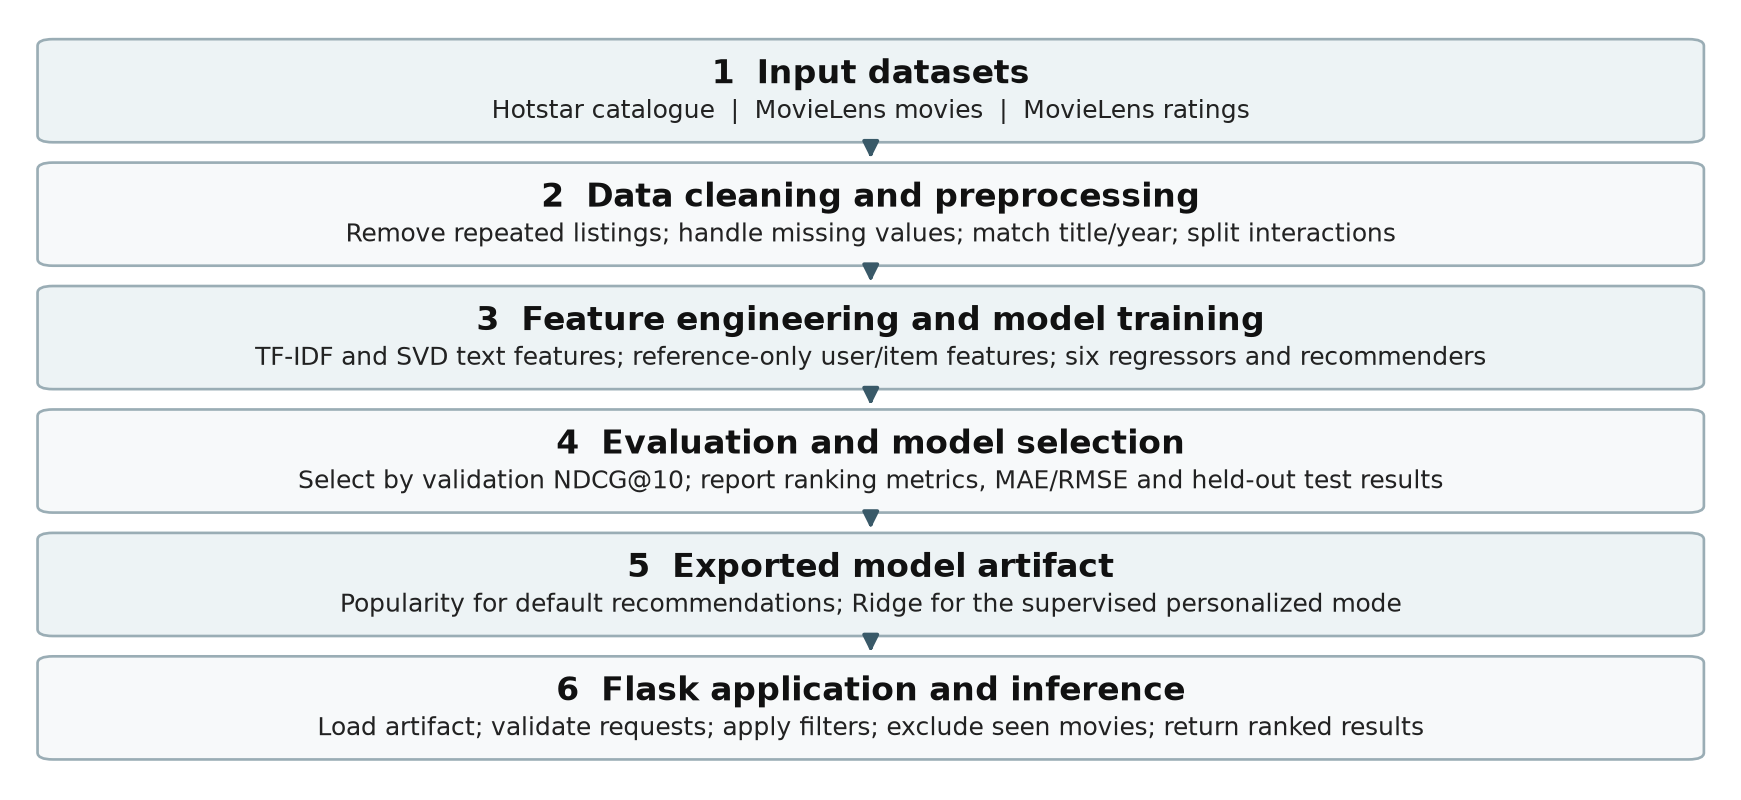 1 Input datasets
Hotstar catalogue | MovieLens movies | MovieLens ratings
2 Data cleaning and preprocessing
Remove repeated listings; handle missing values; match title/year; split interactions
3 Feature engineering and model training
TF-IDF and SVD text features; reference-only user/item features; six regressors and recommenders
4 Evaluation and model selection
Select by validation NDCG@10; report ranking metrics, MAE/RMSE and held-out test results
5 Exported model artifact
Popularity for default recommendations; Ridge for the supervised personalized mode
6 Flask application and inference
Load artifact; validate requests; apply filters; exclude seen movies; return ranked results